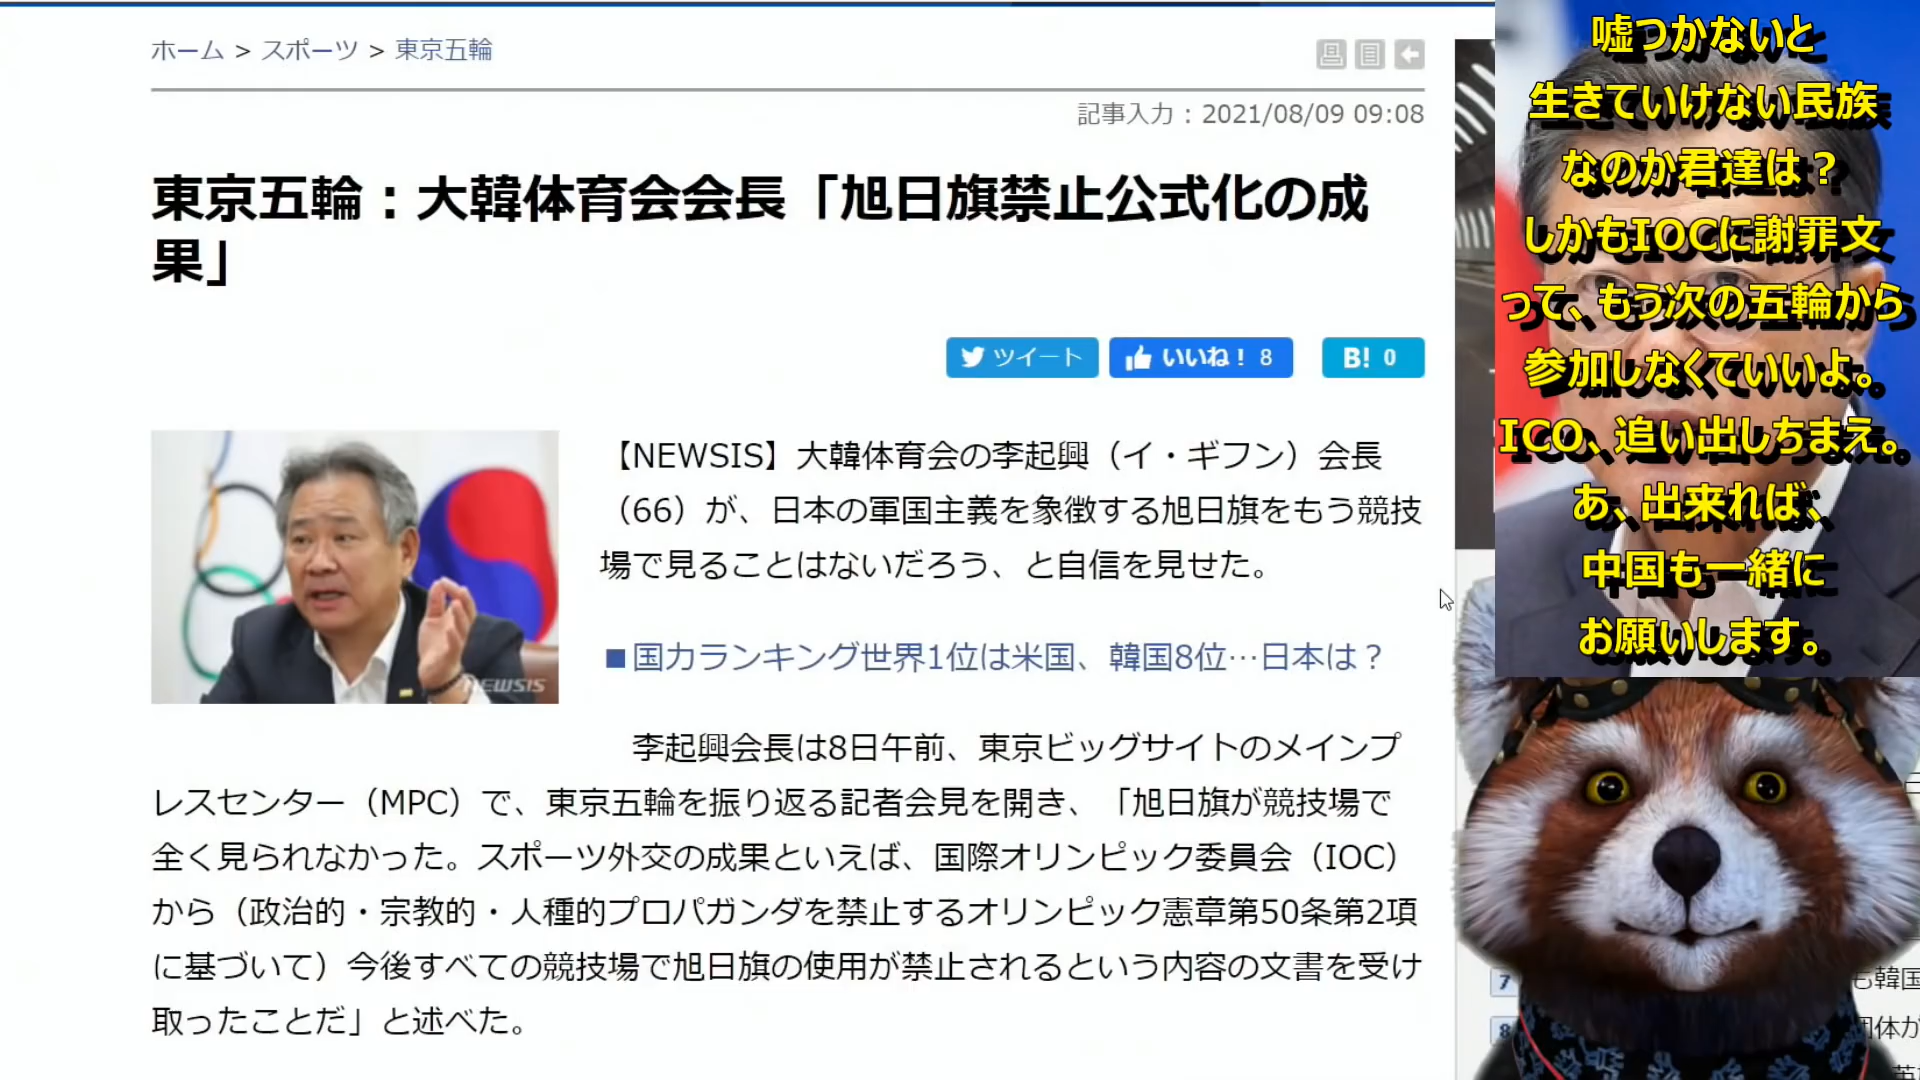 ホーム > スポーツ > 東京五輪
記事入力 : 2021/08/09 09:08
東京五輪：大韓体育会会長「旭日旗禁止公式化の成
果」
ツイート
いいね！ 8
B! 0
【NEWSIS】大韓体育会の李起興（イ・ギフン）会長
（66）が、日本の軍国主義を象徴する旭日旗をもう競技
場で見ることはないだろう、と自信を見せた。
■国力ランキング世界1位は米国、韓国8位…日本は？
NEWSIS
李起興会長は8日午前、東京ビッグサイトのメインプ
レスセンター（MPC）で、東京五輪を振り返る記者会見を開き、「旭日旗が競技場で
全く見られなかった。スポーツ外交の成果といえば、国際オリンピック委員会（IOC）
から（政治的・宗教的・人種的プロパガンダを禁止するオリンピック憲章第50条第2項
に基づいて）今後すべての競技場で旭日旗の使用が禁止されるという内容の文書を受け
取ったことだ」と述べた。
嘘つかないと
生きていけない民族
なのか君達は？
しかもIOCに謝罪文
って、もう次の五輪から
参加しなくていいよ。
ICO、追い出しちまえ。
あ、出来れば、
中国も一緒に
お願いします。
7
も韓国
8
団体が